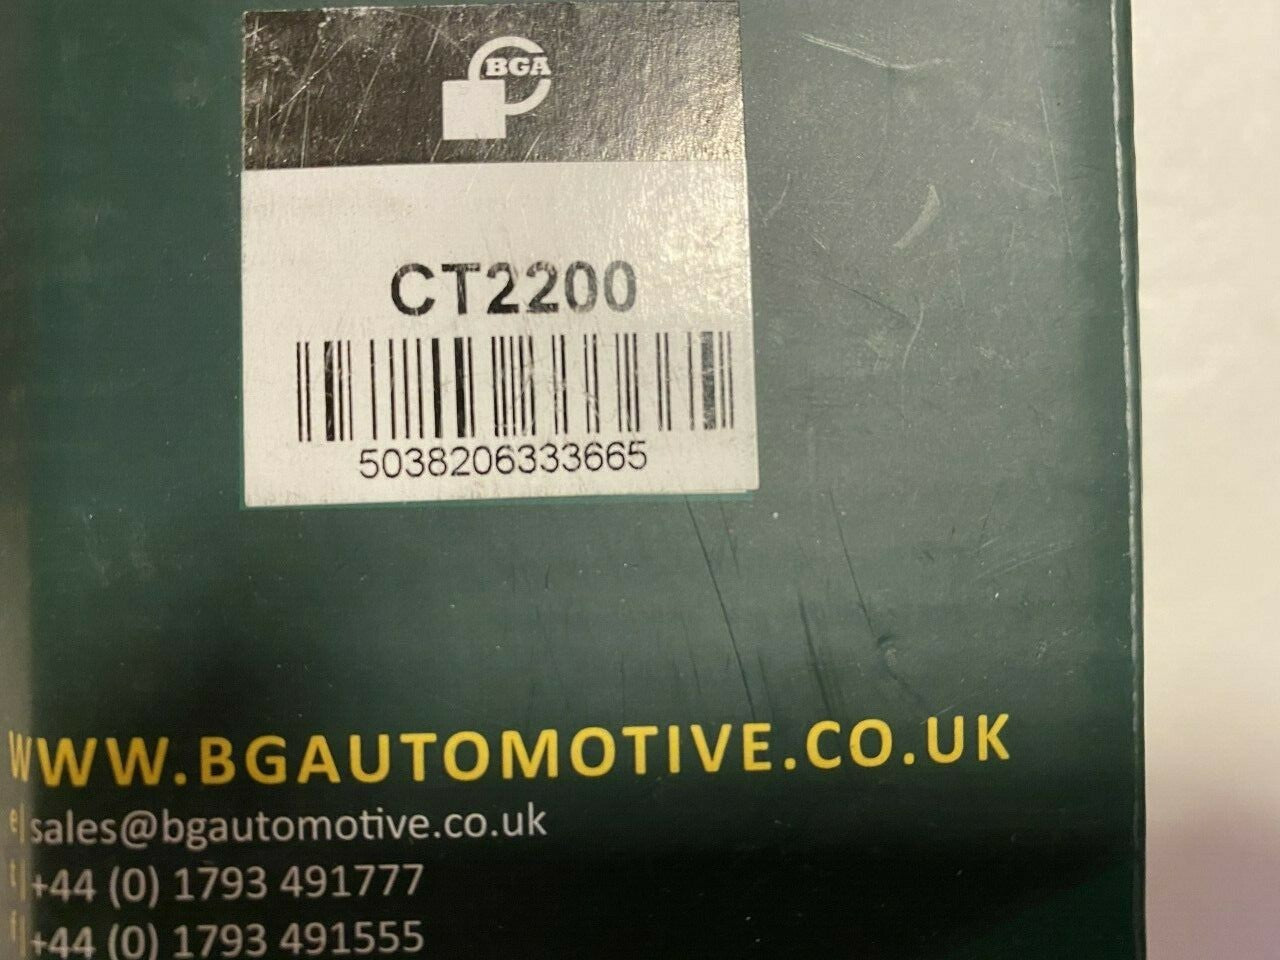 BGA
CT2200
5038206333665
WWW.BGAUTOMOTIVE.CO.UK
e| sales@bgautomotive.co.uk
t| +44 (0) 1793 491777
f| +44 (0) 1793 491555